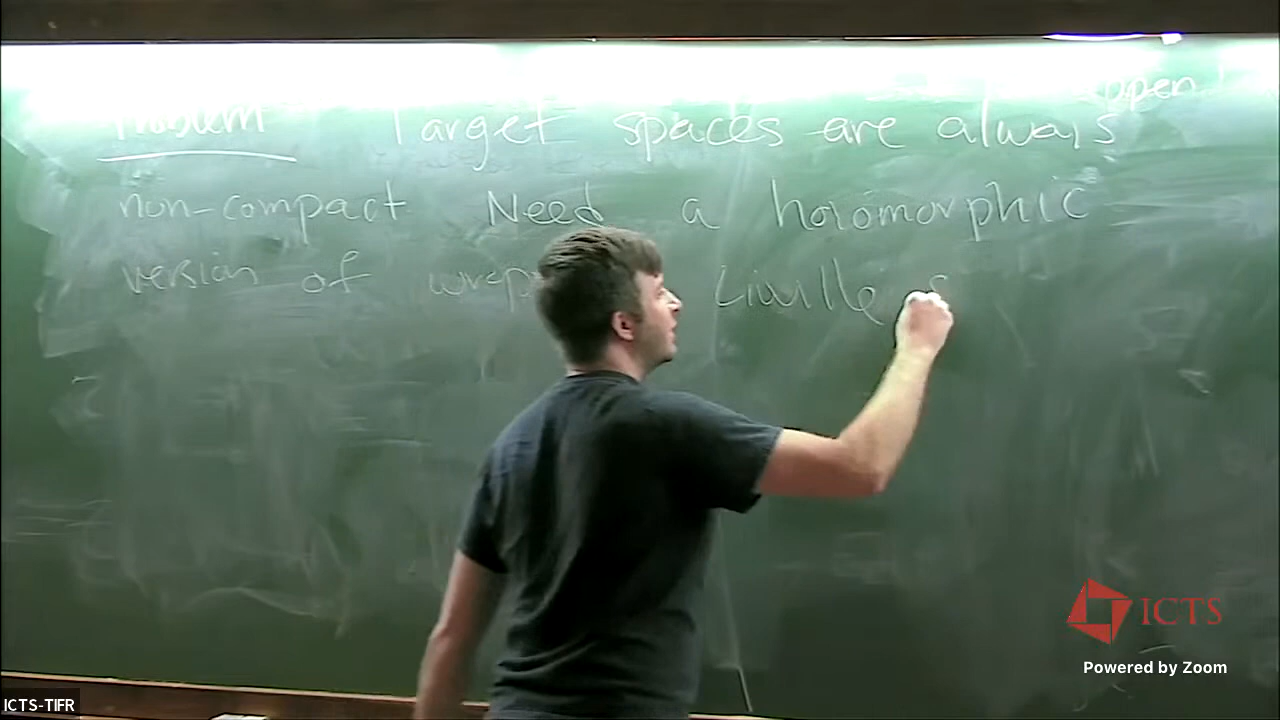 open
Problem Target spaces are always
non-compact Need a holomorphic
version of wrap Liouville s
ICTS
Powered by Zoom
ICTS-TIFR